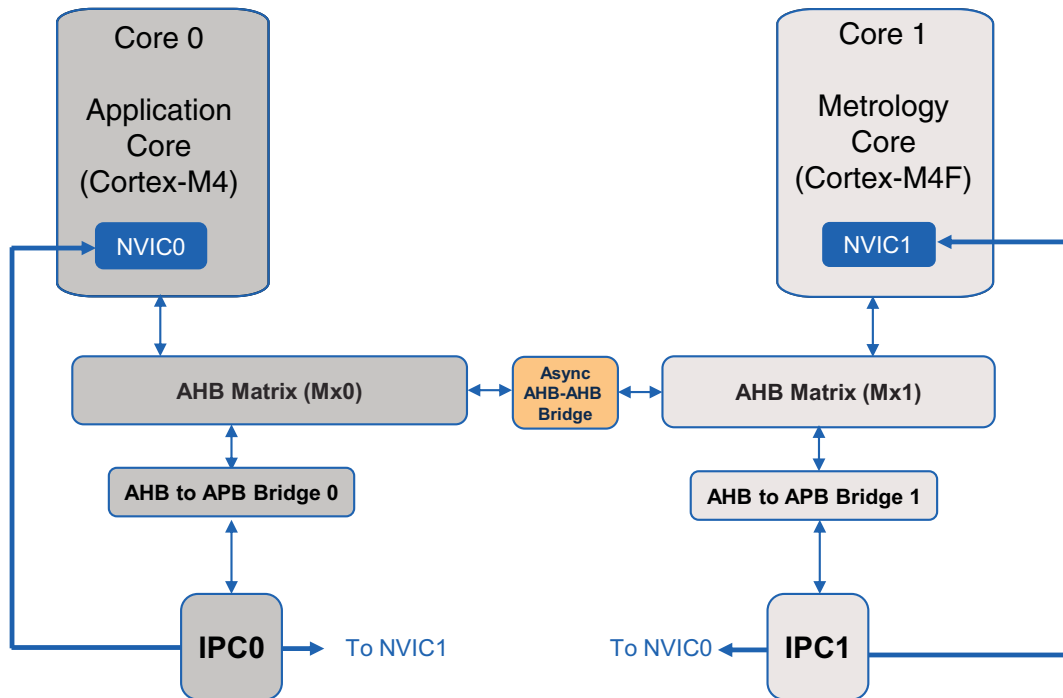 Core 0
Application
Core
(Cortex-M4)
NVIC0
Core 1
Metrology
Core
(Cortex-M4F)
NVIC1
AHB Matrix (Mx0)
Async
AHB-AHB
Bridge
AHB Matrix (Mx1)
AHB to APB Bridge 0
AHB to APB Bridge 1
IPC0
To NVIC1
To NVIC0
IPC1